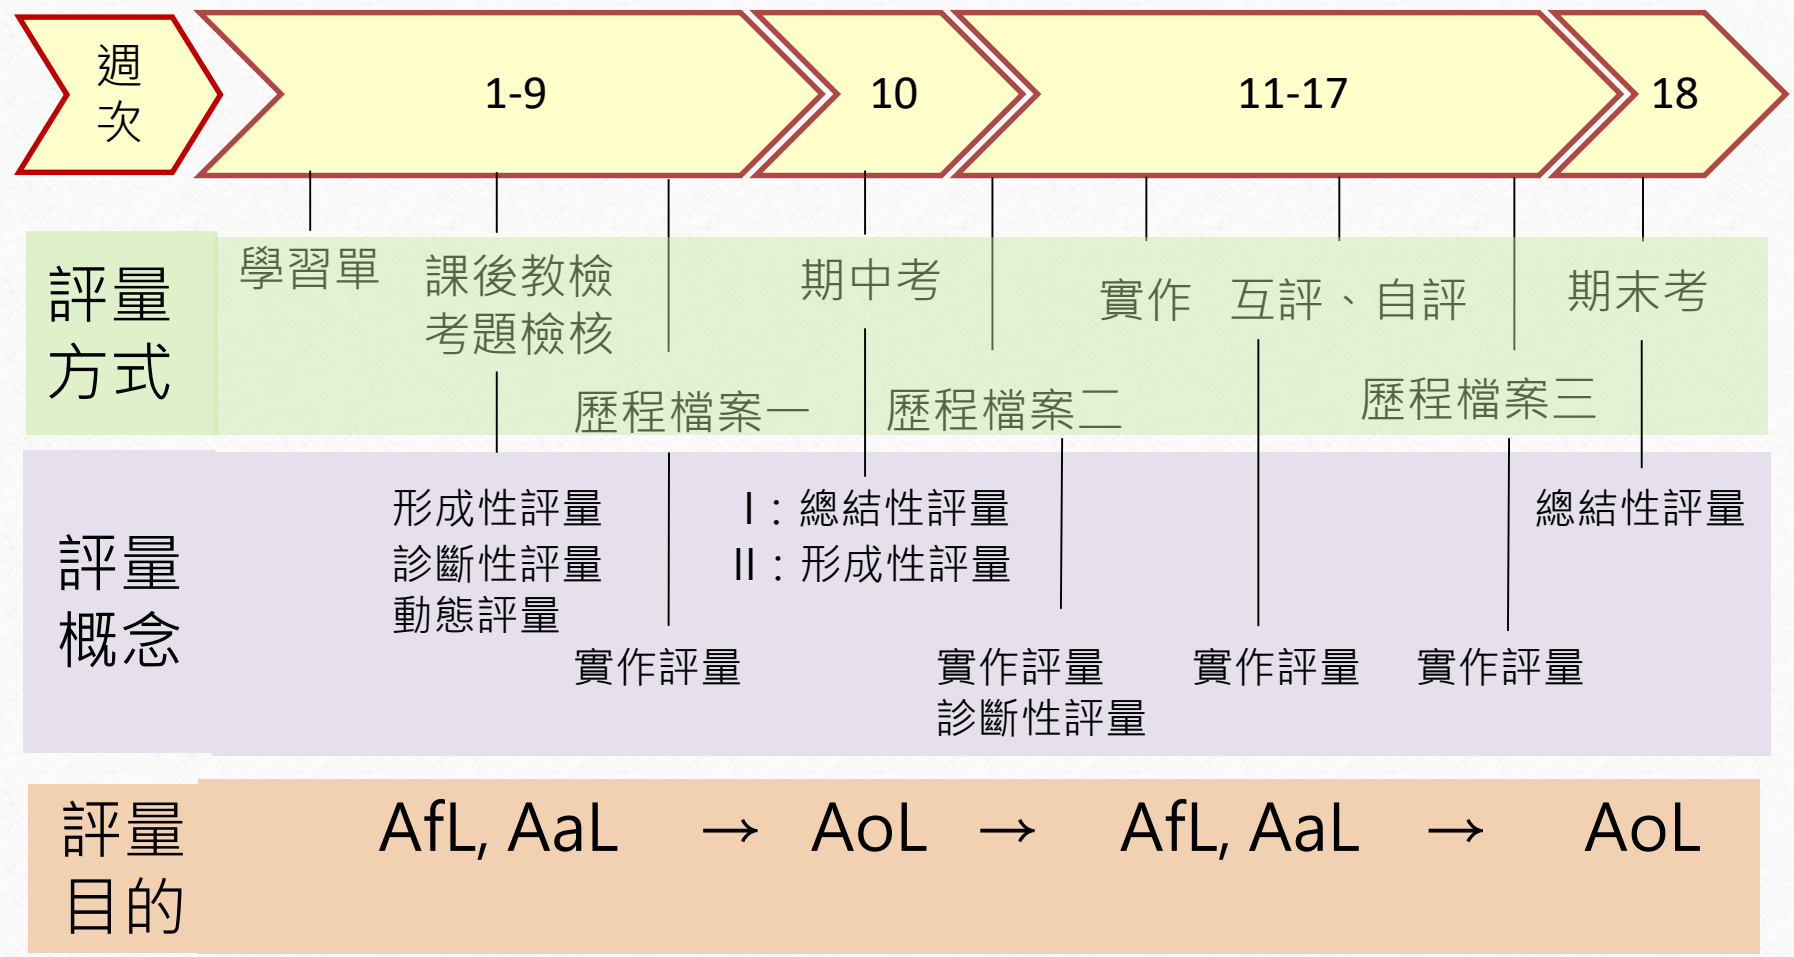 週
次
1-9
10
11-17
18
評量
方式
學習單
課後教檢
考題檢核
歷程檔案一
期中考
歷程檔案二
實作
互評、自評
歷程檔案三
期末考
評量
概念
形成性評量
診斷性評量
動態評量
實作評量
I：總結性評量
II：形成性評量
實作評量
診斷性評量
實作評量
實作評量
總結性評量
評量
目的
AfL, AaL → AoL → AfL, AaL → AoL